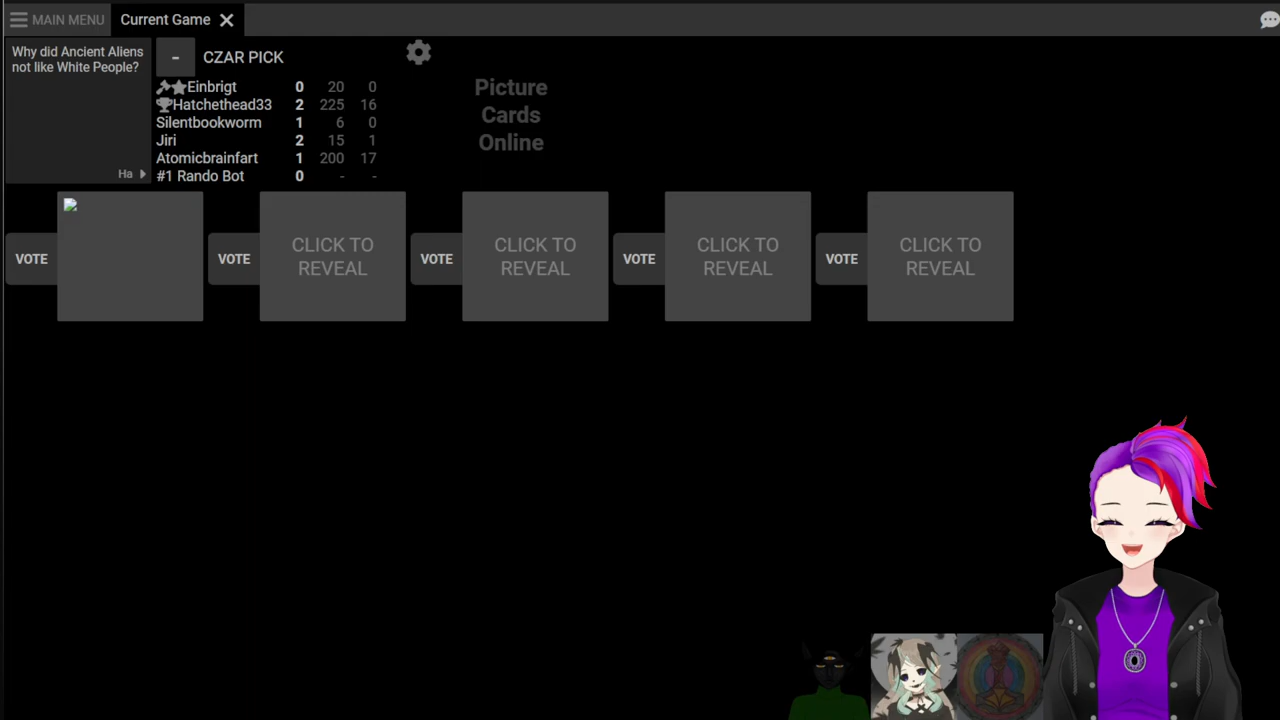 MAIN MENU
Current Game
Why did Ancient Aliens
not like White People?
Ha
-
CZAR PICK
Einbrigt 0 20 0
Hatchethead33 2 225 16
Silentbookworm 1 6 0
Jiri 2 15 1
Atomicbrainfart 1 200 17
#1 Rando Bot 0 - -
Picture
Cards
Online
VOTE
VOTE
CLICK TO
REVEAL
VOTE
CLICK TO
REVEAL
VOTE
CLICK TO
REVEAL
VOTE
CLICK TO
REVEAL